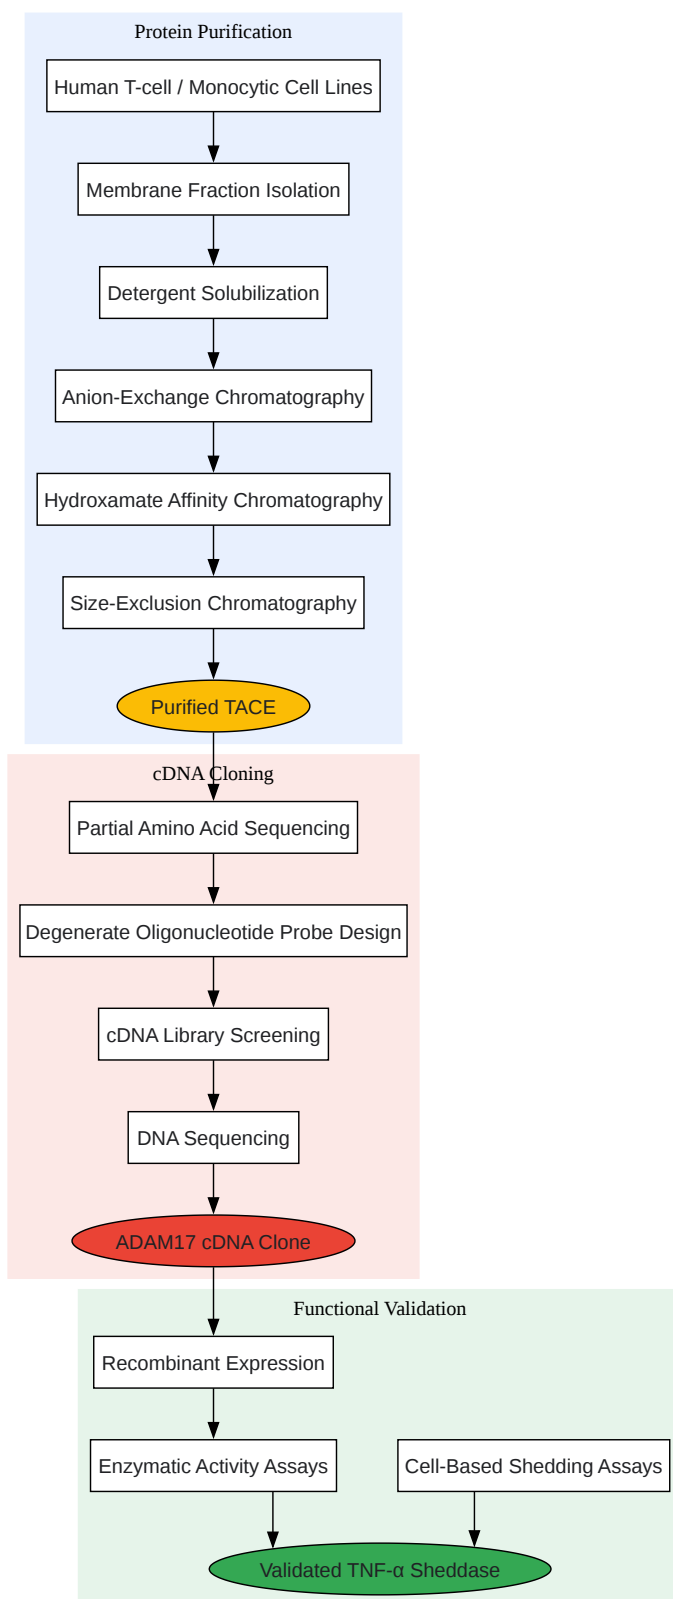 Protein Purification
Human T-cell / Monocytic Cell Lines
Membrane Fraction Isolation
Detergent Solubilization
Anion-Exchange Chromatography
Hydroxamate Affinity Chromatography
Size-Exclusion Chromatography
Purified TACE
cDNA Cloning
Partial Amino Acid Sequencing
Degenerate Oligonucleotide Probe Design
cDNA Library Screening
DNA Sequencing
ADAM17 cDNA Clone
Functional Validation
Recombinant Expression
Enzymatic Activity Assays
Cell-Based Shedding Assays
Validated TNF-α Sheddase